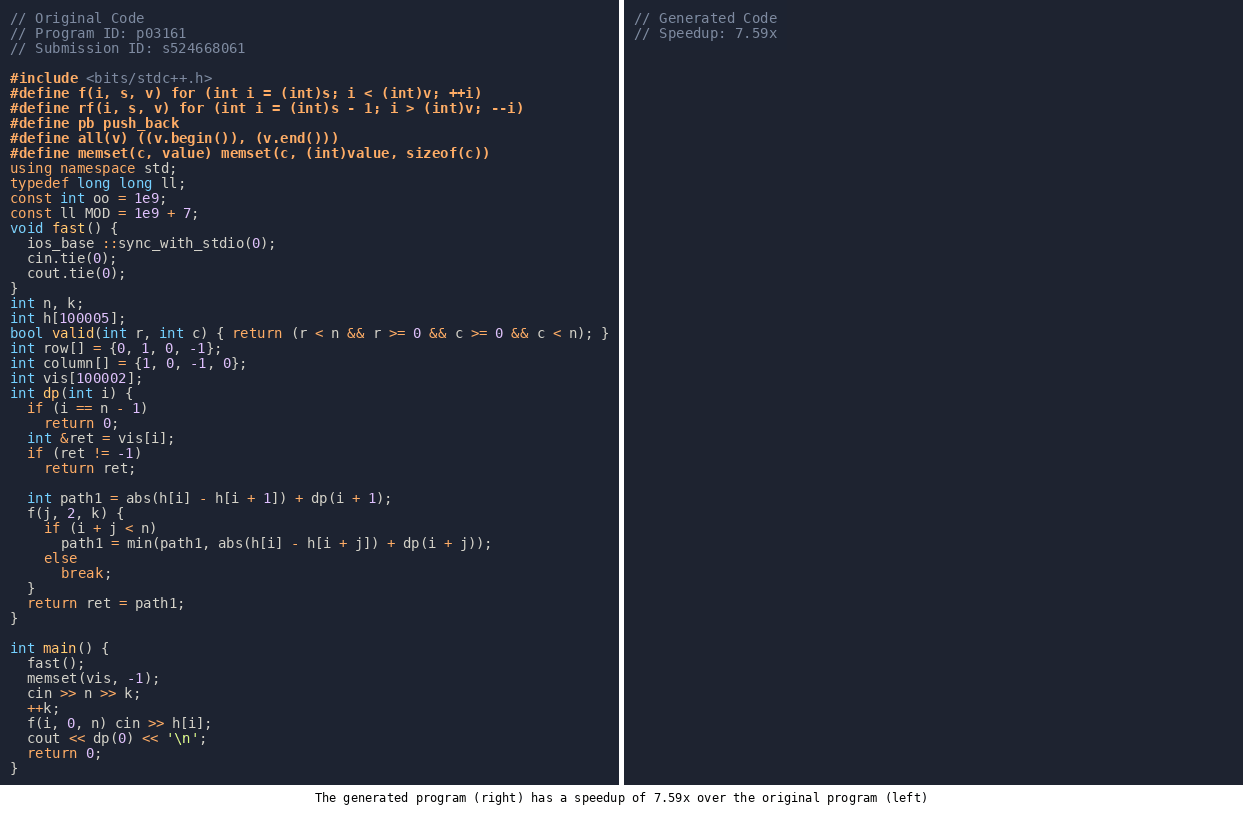 // Original Code
// Program ID: p03161
// Submission ID: s524668061

#include <bits/stdc++.h>
#define f(i, s, v) for (int i = (int)s; i < (int)v; ++i)
#define rf(i, s, v) for (int i = (int)s - 1; i > (int)v; --i)
#define pb push_back
#define all(v) ((v.begin()), (v.end()))
#define memset(c, value) memset(c, (int)value, sizeof(c))
using namespace std;
typedef long long ll;
const int oo = 1e9;
const ll MOD = 1e9 + 7;
void fast() {
  ios_base ::sync_with_stdio(0);
  cin.tie(0);
  cout.tie(0);
}
int n, k;
int h[100005];
bool valid(int r, int c) { return (r < n && r >= 0 && c >= 0 && c < n); }
int row[] = {0, 1, 0, -1};
int column[] = {1, 0, -1, 0};
int vis[100002];
int dp(int i) {
  if (i == n - 1)
    return 0;
  int &ret = vis[i];
  if (ret != -1)
    return ret;

  int path1 = abs(h[i] - h[i + 1]) + dp(i + 1);
  f(j, 2, k) {
    if (i + j < n)
      path1 = min(path1, abs(h[i] - h[i + j]) + dp(i + j));
    else
      break;
  }
  return ret = path1;
}

int main() {
  fast();
  memset(vis, -1);
  cin >> n >> k;
  ++k;
  f(i, 0, n) cin >> h[i];
  cout << dp(0) << '\n';
  return 0;
}
// Generated Code
// Speedup: 7.59x
The generated program (right) has a speedup of 7.59x over the original program (left)